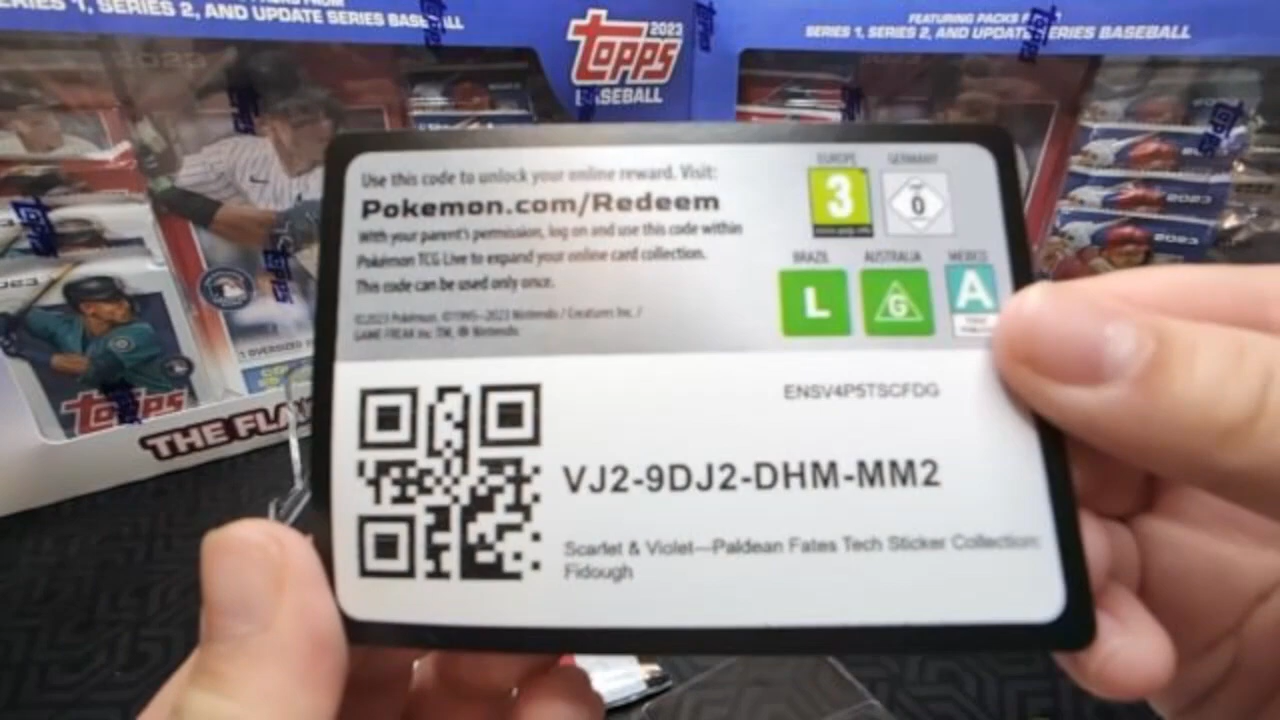 SERIES 1, SERIES 2, AND UPDATE SERIES BASEBALL
2023
TOPPS
BASEBALL
FEATURING PACKS
SERIES 1, SERIES 2, AND UPDATE SERIES BASEBALL
Use this code to unlock your online reward. Visit:
Pokemon.com/Redeem
With your parent's permission, log on and use this code within
Pokémon TCG Live to expand your online card collection.
This code can be used only once.
©2023 Pokémon. ©1995–2023 Nintendo / Creatures Inc. /
GAME FREAK inc. TM, ® Nintendo.
EUROPE
3
GERMANY
0
BRAZIL
L
AUSTRALIA
G
MEXICO
A
ENSV4P5TSCFDG
VJ2-9DJ2-DHM-MM2
Scarlet & Violet—Paldean Fates Tech Sticker Collection:
Fidough
TOPPS
THE FLA
2023
2023